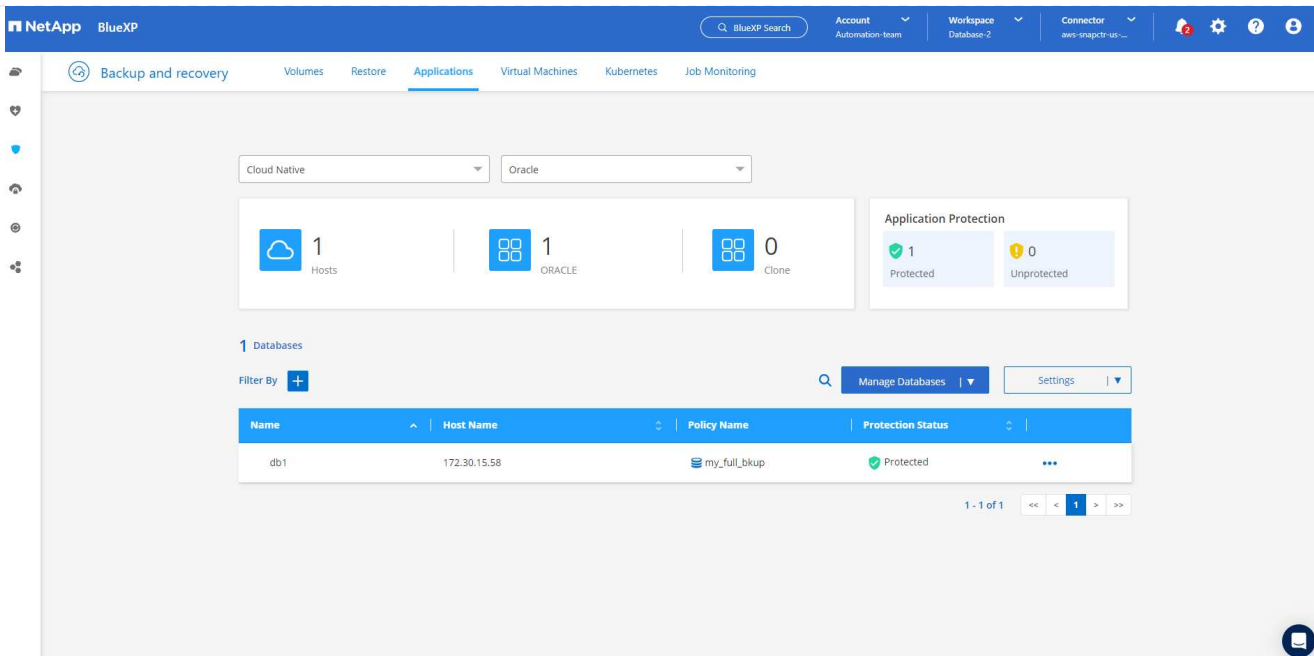 NetApp BlueXP BlueXP Search Account Automation-team Workspace Database-2 Connector aws-snapctr-us-... 2
Backup and recovery Volumes Restore Applications Virtual Machines Kubernetes Job Monitoring
Cloud Native Oracle
Application Protection
1 Hosts 1 ORACLE 0 Clone 1 Protected 0 Unprotected
1 Databases
Filter By + Manage Databases Settings
Name Host Name Policy Name Protection Status
db1 172.30.15.58 my_full_bkup Protected •••
1 - 1 of 1 << < 1 > >>